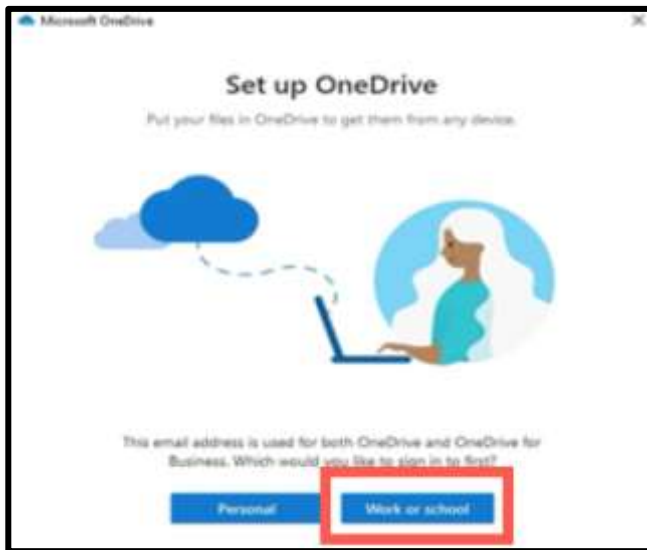 Microsoft OneDrive
Set up OneDrive
Put your files in OneDrive to get them from any device.
This email address is used for both OneDrive and OneDrive for
Business. Which would you like to sign in to first?
Personal
Work or school